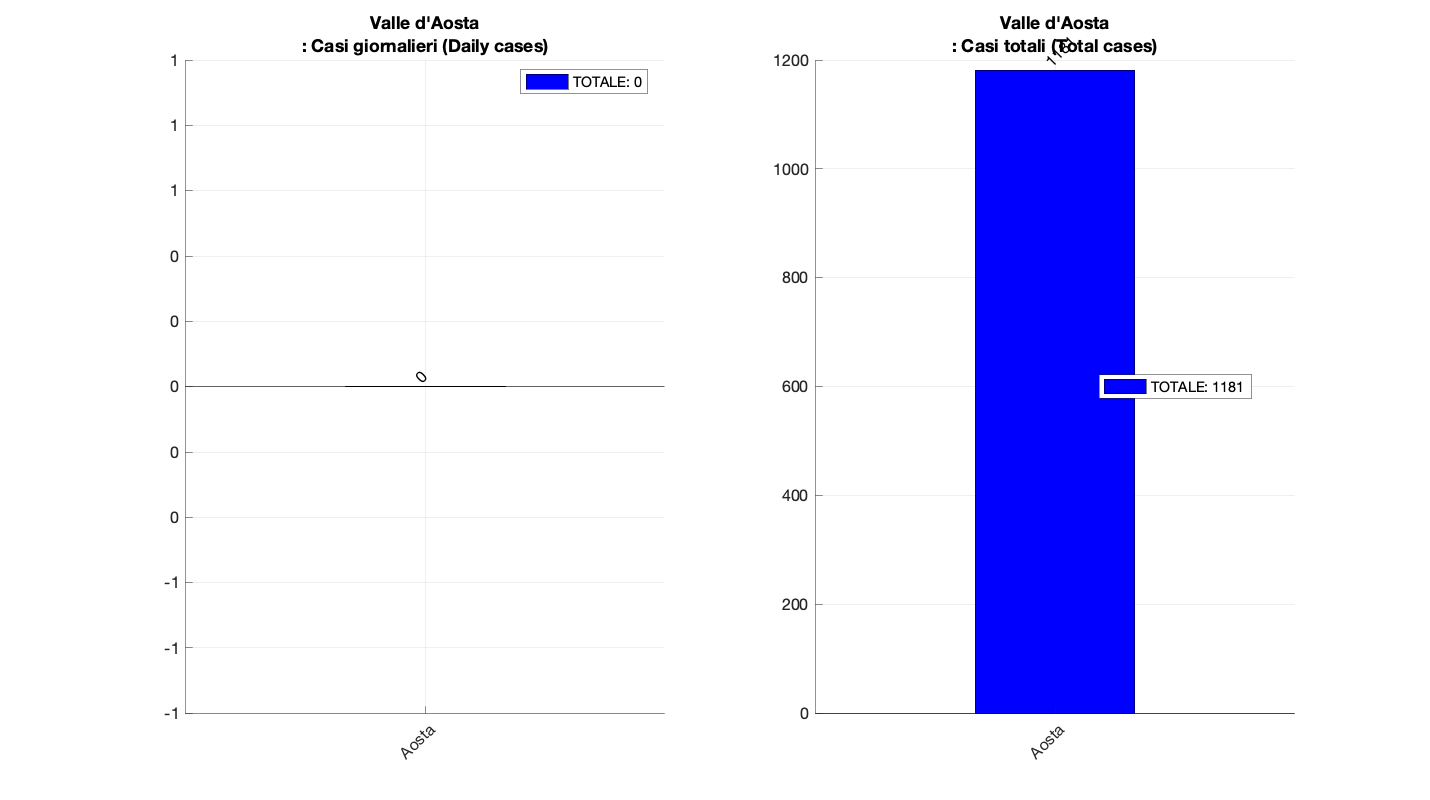 Valle d'Aosta
: Casi giornalieri (Daily cases)
TOTALE: 0
1
1
1
0
0
0
0
0
-1
-1
-1
0
Aosta
Valle d'Aosta
: Casi totali (Total cases)
1181
1200
1000
800
600
400
200
0
TOTALE: 1181
Aosta